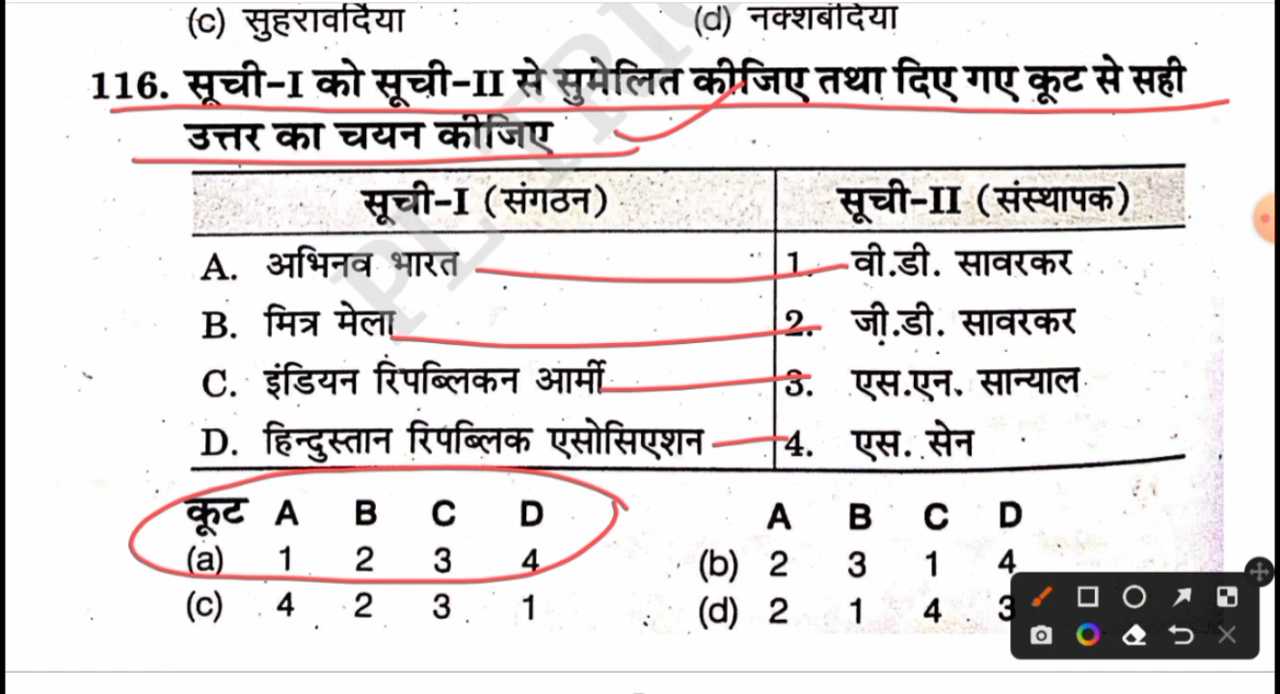 (c) सुहरावर्दिया (d) नक्शबंदिया
116. सूची-I को सूची-II से सुमेलित कीजिए तथा दिए गए कूट से सही
उत्तर का चयन कीजिए
सूची-I (संगठन) सूची-II (संस्थापक)
A. अभिनव भारत 1. वी.डी. सावरकर
B. मित्र मेला 2. जी.डी. सावरकर
C. इंडियन रिपब्लिकन आर्मी 3. एस.एन. सान्याल
D. हिन्दुस्तान रिपब्लिक एसोसिएशन 4. एस. सेन
कूट A B C D A B C D
(a) 1 2 3 4 (b) 2 3 1 4
(c) 4 2 3 1 (d) 2 1 4 3